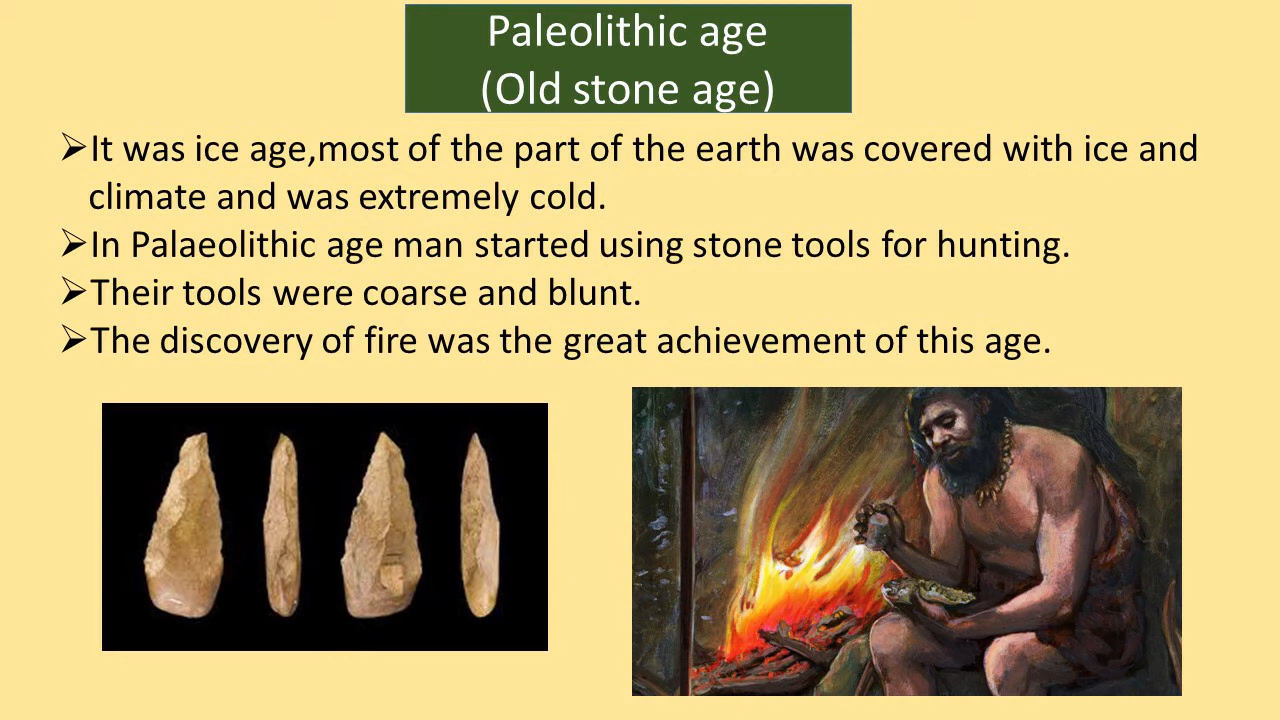 Paleolithic age
(Old stone age)
➢It was ice age,most of the part of the earth was covered with ice and
climate and was extremely cold.
➢In Palaeolithic age man started using stone tools for hunting.
➢Their tools were coarse and blunt.
➢The discovery of fire was the great achievement of this age.